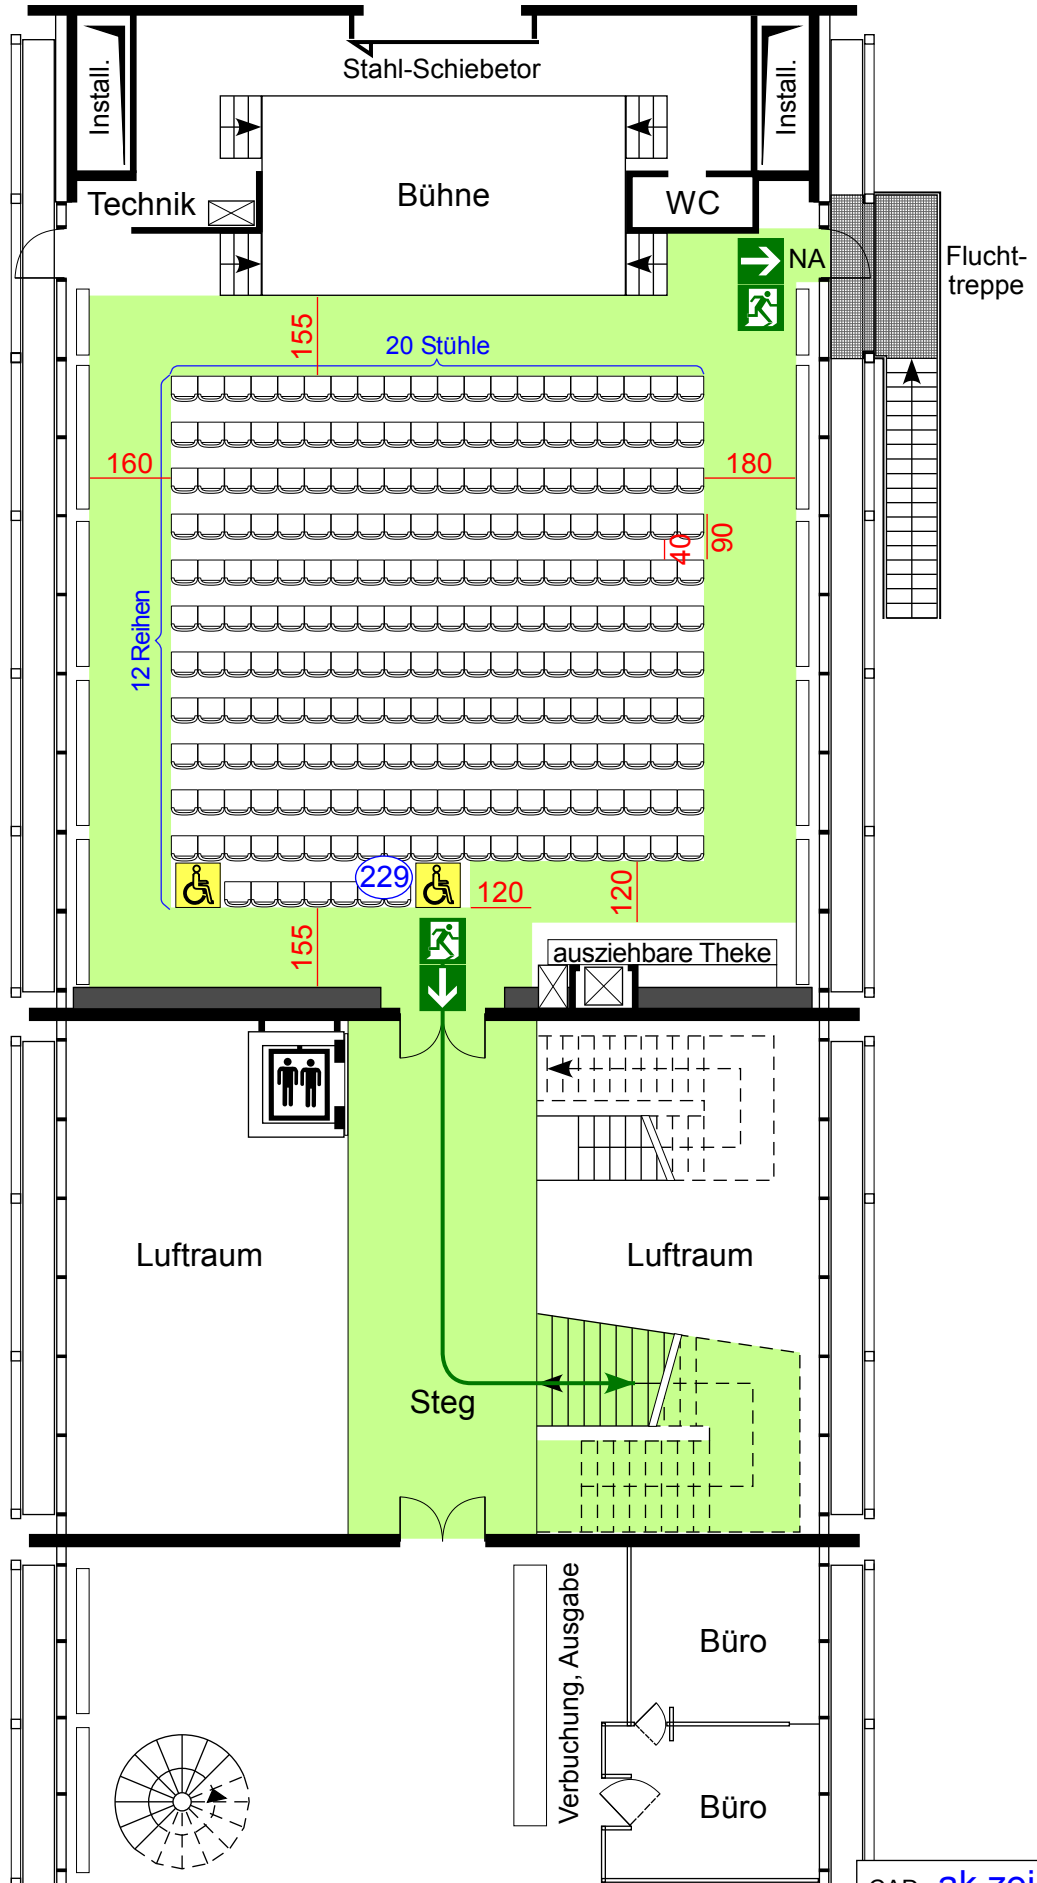 Install.
Stahl-Schiebetor
Install.
Technik
Bühne
WC
NA
Flucht-
treppe
155
20 Stühle
160
180
90
40
12 Reihen
229
120
120
155
ausziehbare Theke
Luftraum
Luftraum
Steg
Verbuchung, Ausgabe
Büro
Büro